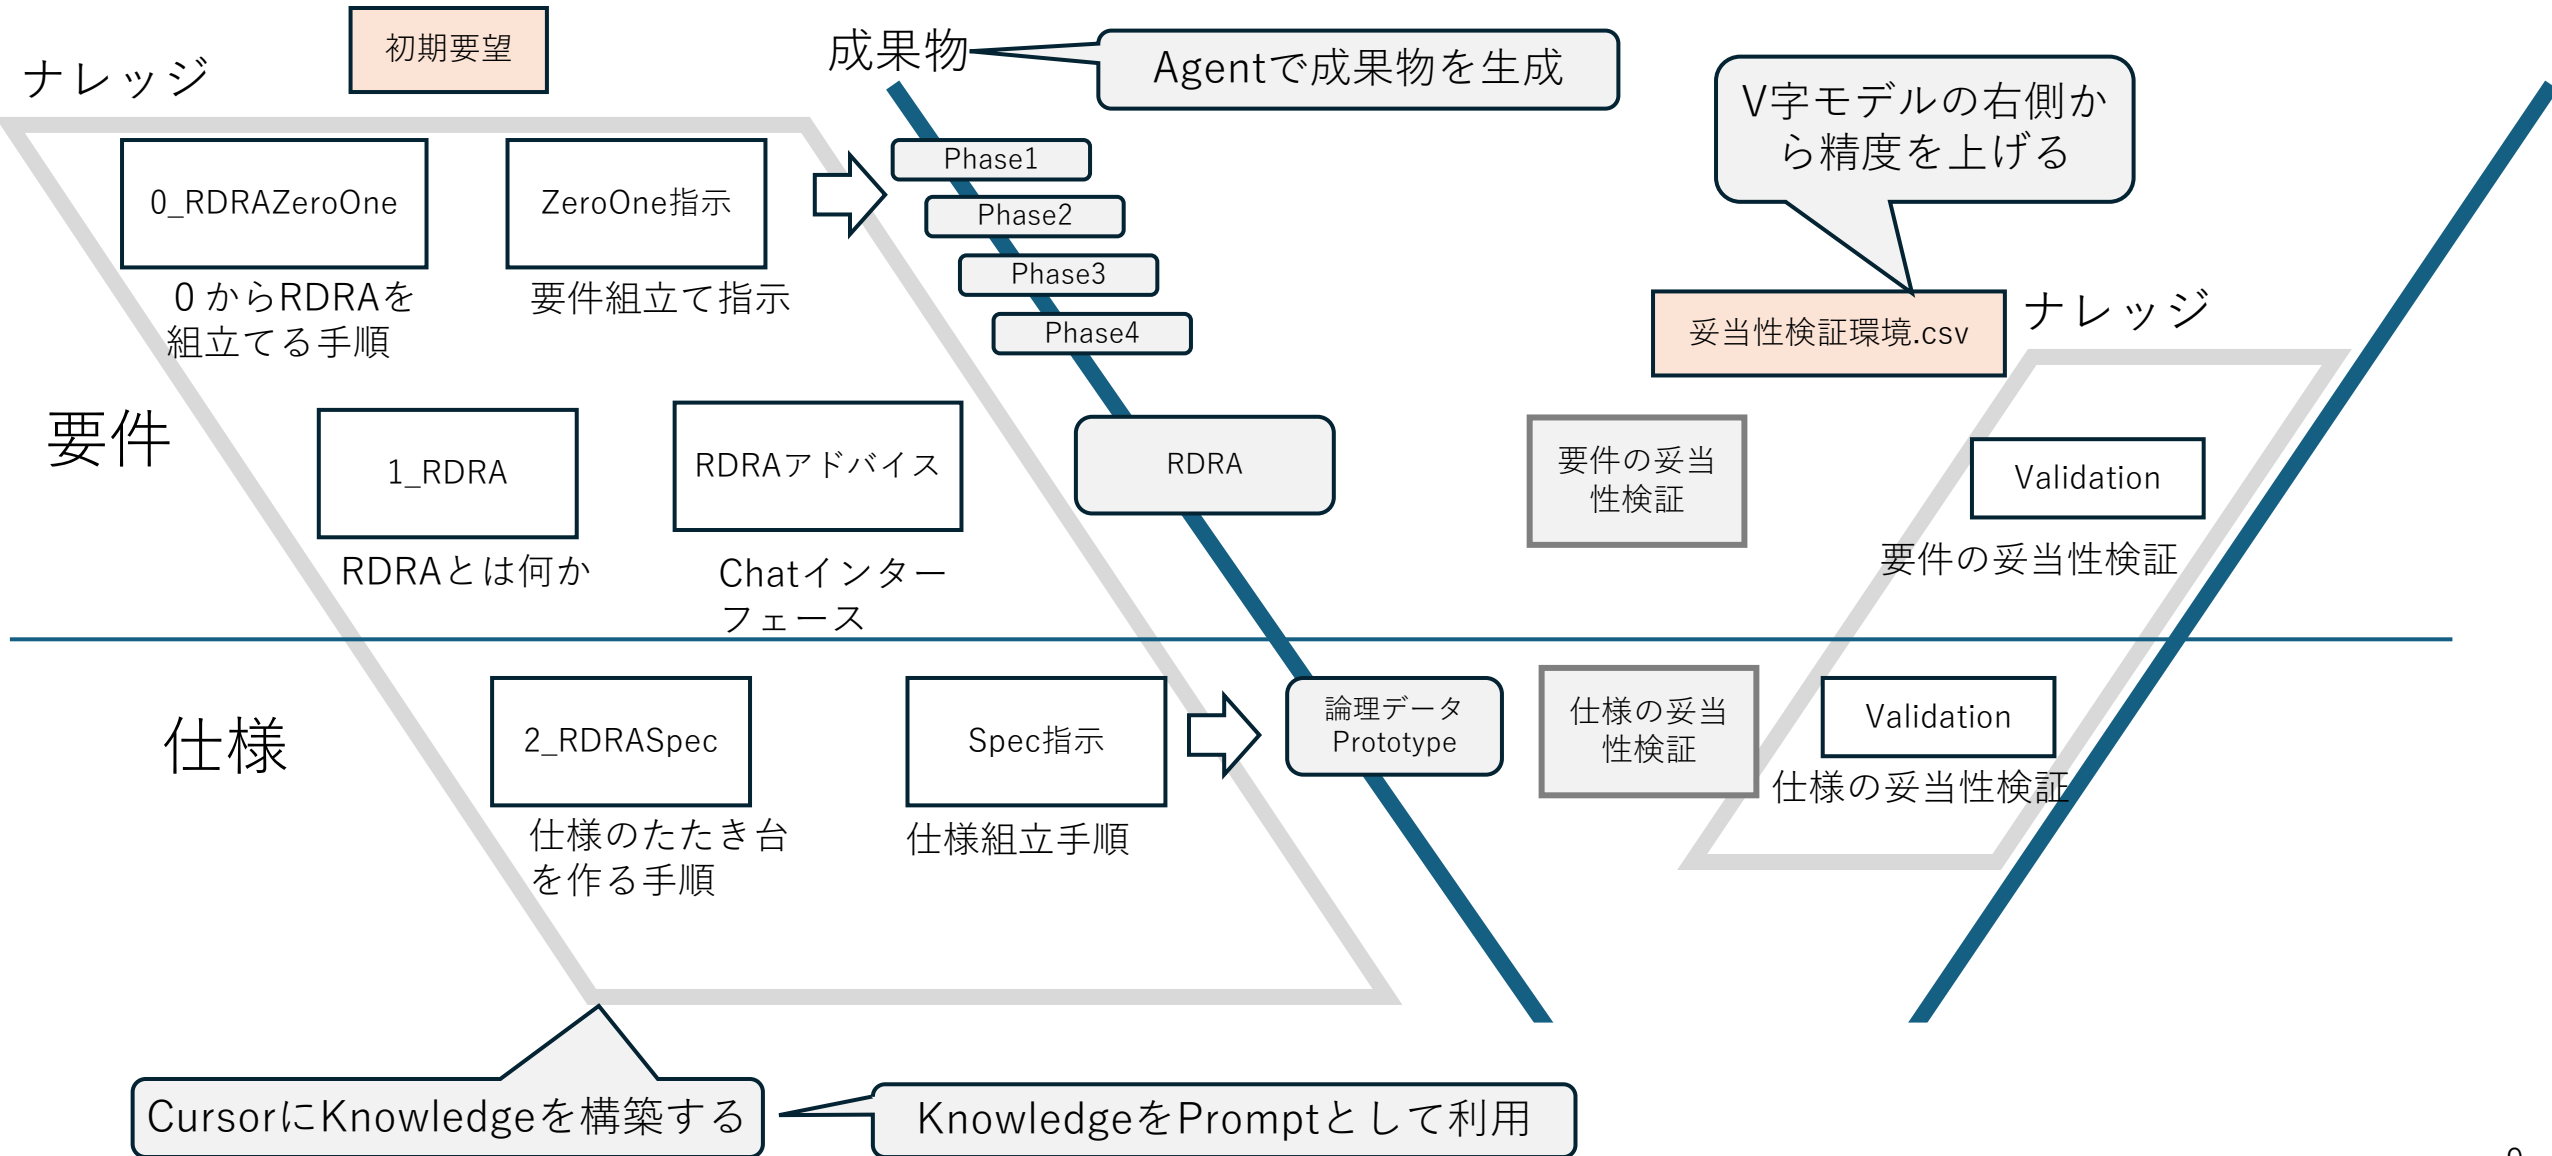 初期要望
ナレッジ
成果物
Agentで成果物を生成
V字モデルの右側か
ら精度を上げる
0_RDRAZeroOne
ZeroOne指示
0からRDRAを
組立てる手順
要件組立て指示
Phase1
Phase2
Phase3
Phase4
妥当性検証環境.csv
ナレッジ
要件
1_RDRA
RDRAアドバイス
RDRA
要件の妥当
性検証
Validation
要件の妥当性検証
RDRAとは何か
Chatインター
フェース
仕様
2_RDRASpec
Spec指示
論理データ
Prototype
仕様の妥当
性検証
Validation
仕様の妥当性検証
仕様のたたき台
を作る手順
仕様組立手順
CursorにKnowledgeを構築する
KnowledgeをPromptとして利用